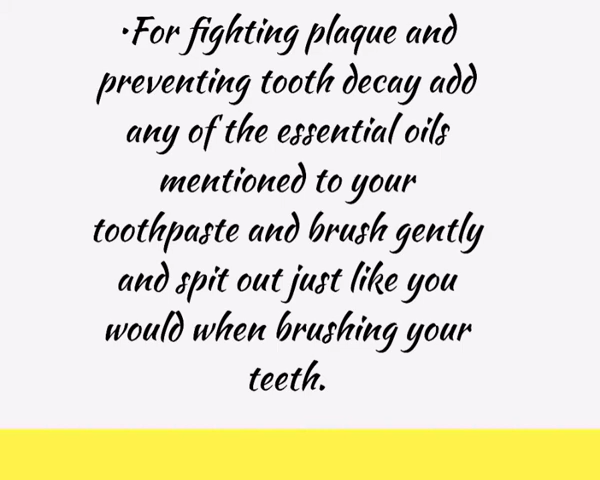 ·For fighting plaque and
preventing tooth decay add
any of the essential oils
mentioned to your
toothpaste and brush gently
and spit out just like you
would when brushing your
teeth.